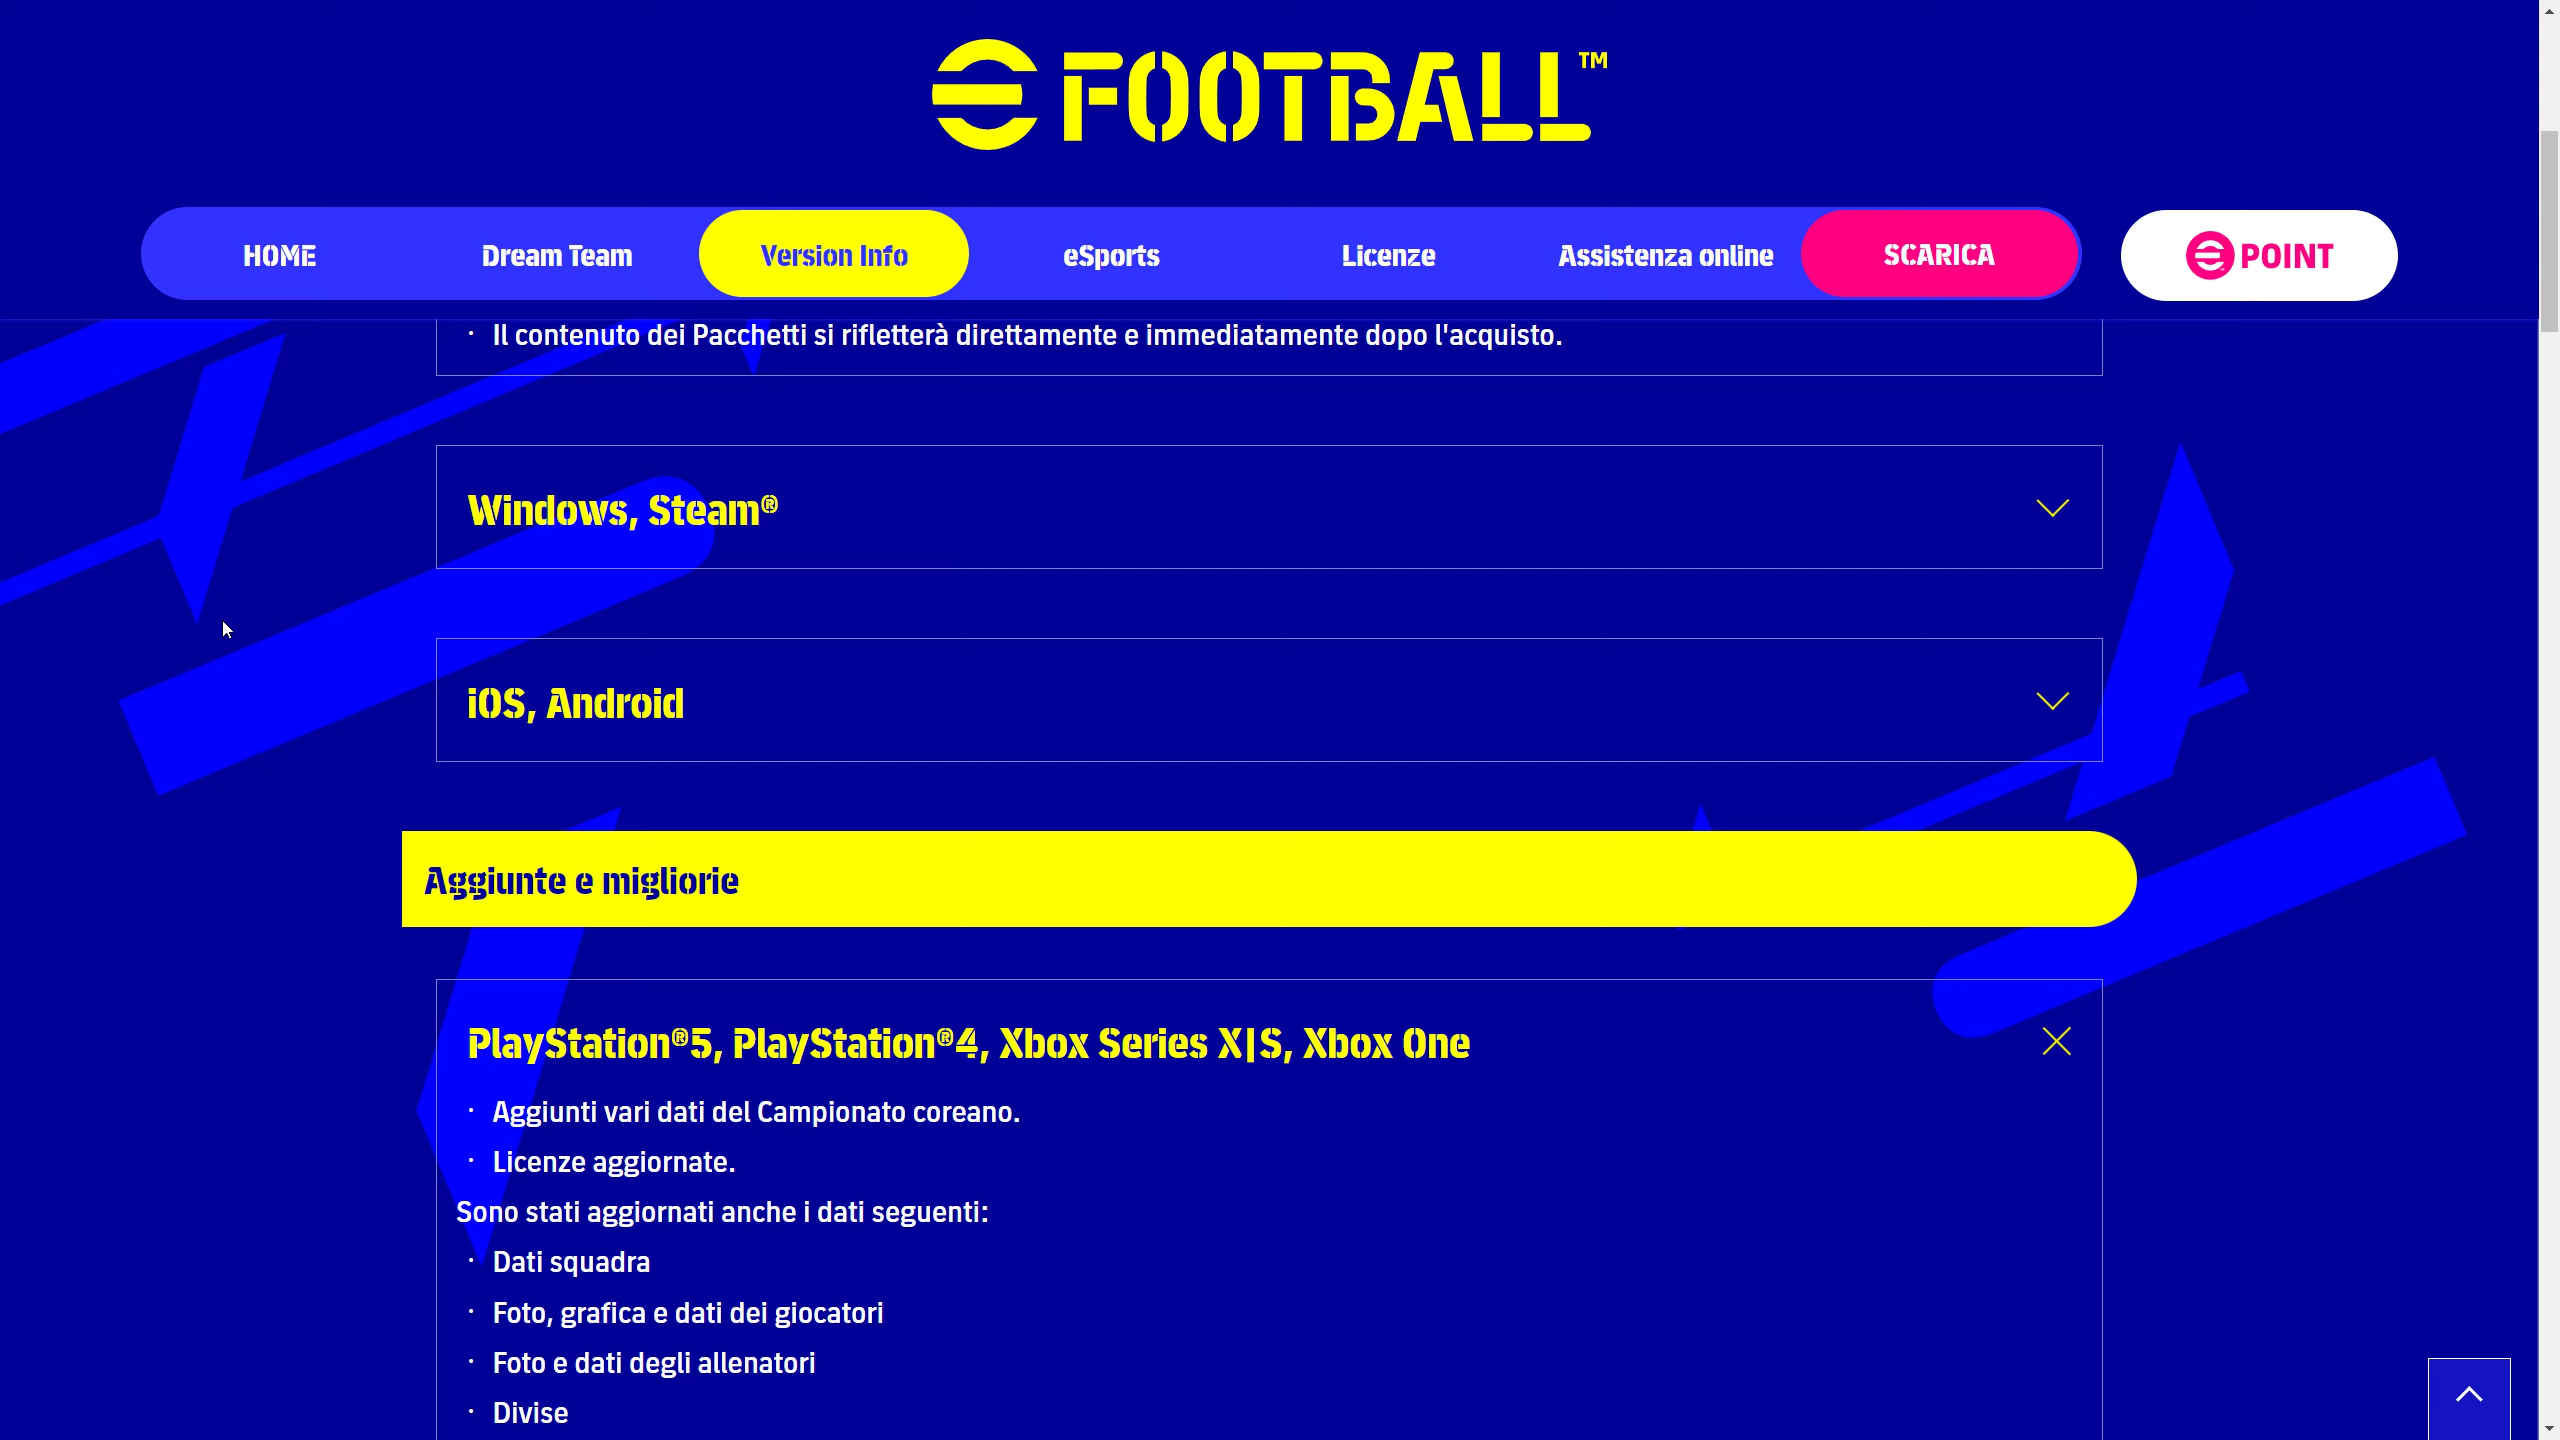 FOOTBALL™
HOME
Dream Team
Version Info
eSports
Licenze
Assistenza online
SCARICA
POINT
· Il contenuto dei Pacchetti si rifletterà direttamente e immediatamente dopo l'acquisto.
Windows, Steam®
iOS, Android
Aggiunte e migliorie
PlayStation®5, PlayStation®4, Xbox Series X|S, Xbox One
· Aggiunti vari dati del Campionato coreano.
· Licenze aggiornate.
Sono stati aggiornati anche i dati seguenti:
· Dati squadra
· Foto, grafica e dati dei giocatori
· Foto e dati degli allenatori
· Divise